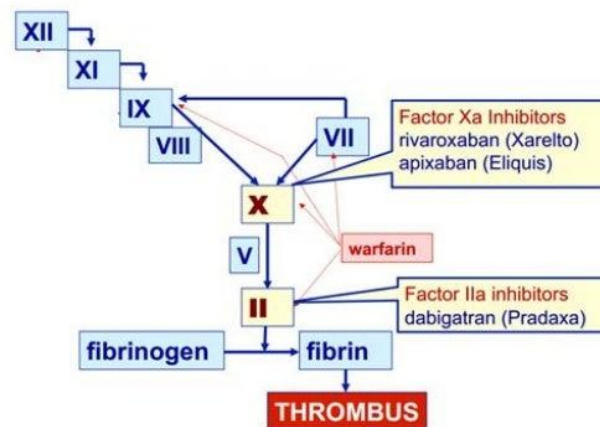 XII
XI
IX
VIII
VII
Factor Xa Inhibitors
rivaroxaban (Xarelto)
apixaban (Eliquis)
X
V
warfarin
II
Factor IIa inhibitors
dabigatran (Pradaxa)
fibrinogen
fibrin
THROMBUS